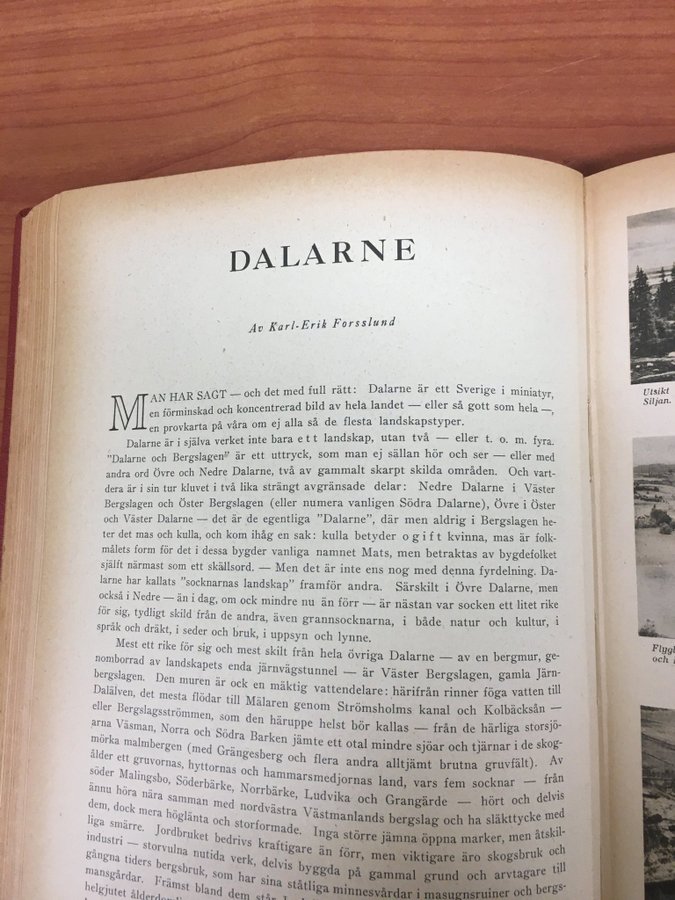 DALARNE
Av Karl-Erik Forsslund
MAN HAR SAGT — och det med full rätt: Dalarne är ett Sverige i miniatyr,
en förminskad och koncentrerad bild av hela landet — eller så gott som hela —,
en provkarta på våra om ej alla så de flesta landskapstyper.
Dalarne är i själva verket inte bara ett landskap, utan två — eller t. o. m. fyra.
"Dalarne och Bergslagen" är ett uttryck, som man ej sällan hör och ser — eller med
andra ord Övre och Nedre Dalarne, två av gammalt skarpt skilda områden. Och vart-
dera är i sin tur kluvet i två lika strängt avgränsade delar: Nedre Dalarne i Väster
Bergslagen och Öster Bergslagen (eller numera vanligen Södra Dalarne), Övre i Öster
och Väster Dalarne — det är de egentliga "Dalarne", där men aldrig i Bergslagen he-
ter det mas och kulla, och kom ihåg en sak: kulla betyder ogift kvinna, mas är folk-
målets form för det i dessa bygder vanliga namnet Mats, men betraktas av bygdefolket
självt närmast som ett skällsord. — Men det är inte ens nog med denna fyrdelning. Da-
larne har kallats "socknarnas landskap" framför andra. Särskilt i Övre Dalarne, men
också i Nedre — än i dag, om ock mindre nu än förr — är nästan var socken ett litet rike
för sig, tydligt skild från de andra, även grannsocknarna, i både natur och kultur, i
språk och dräkt, i seder och bruk, i uppsyn och lynne.
Mest ett rike för sig och mest skilt från hela övriga Dalarne — av en bergmur, ge-
nomborrad av landskapets enda järnvägstunnel — är Väster Bergslagen, gamla Järn-
bergslagen. Den muren är ock en mäktig vattendelare: härifrån rinner föga vatten till
Dalälven, det mesta flödar till Mälaren genom Strömsholms kanal och Kolbäcksån —
eller Bergslagsströmmen, som den häruppe helst bör kallas — från de härliga storsjö-
arna Väsman, Norra och Södra Barken jämte ett otal mindre sjöar och tjärnar i de skog-
mörka malmbergen (med Grängesberg och flera andra alltjämt brutna gruvfält). Av
ålder ett gruvornas, hyttornas och hammarsmedjornas land, vars fem socknar — från
söder Malingsbo, Söderbärke, Norrbärke, Ludvika och Grangärde — hört och delvis
ännu höra nära samman med nordvästra Västmanlands bergslag och ha släkttycke med
dem, dock mera höglänta och storformade. Inga större jämna öppna marker, men åtskil-
liga smärre. Jordbruket bedrivs kraftigare än förr, men viktigare äro skogsbruk och
industri — storvulna nutida verk, delvis byggda på gammal grund och arvtagare till
gångna tiders bergsbruk, som har sina ståtliga minnesvårdar i masugnsruiner och bergs-
mansgårdar. Främst bland dem står
helgjutet
Utsikt
Siljan.
och